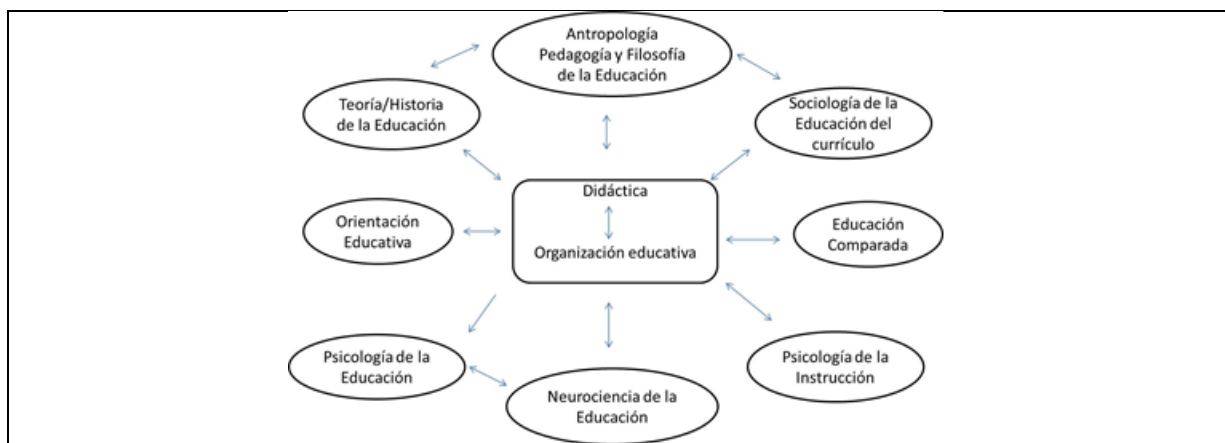 Antropología
Pedagogía y Filosofía
de la Educación
Teoría/Historia
de la Educación
Sociología de la
Educación del
currículo
Didáctica
Organización educativa
Orientación
Educativa
Educación
Comparada
Psicología de la
Educación
Neurociencia de la
Educación
Psicología de la
Instrucción